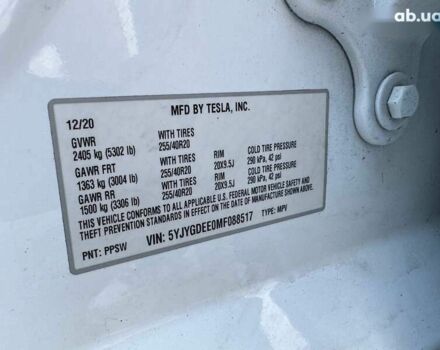 ab.ua
MFD BY TESLA, INC.
12/20
GVWR WITH TIRES
2405 kg (5302 lb) 255/40R20 RIM COLD TIRE PRESSURE
GAWR FRT WITH TIRES 20X9.5J 290 kPa, 42 psi
1363 kg (3004 lb) 255/40R20 RIM COLD TIRE PRESSURE
GAWR RR WITH TIRES 20X9.5J 290 kPa, 42 psi
1500 kg (3306 lb) 255/40R20
THIS VEHICLE CONFORMS TO ALL APPLICABLE U.S. FEDERAL MOTOR VEHICLE SAFETY AND
THEFT PREVENTION STANDARDS IN EFFECT ON THE DATE OF MANUFACTURE SHOWN ABOVE.
PNT: PPSW VIN: 5YJYGDEE0MF088517 TYPE: MPV